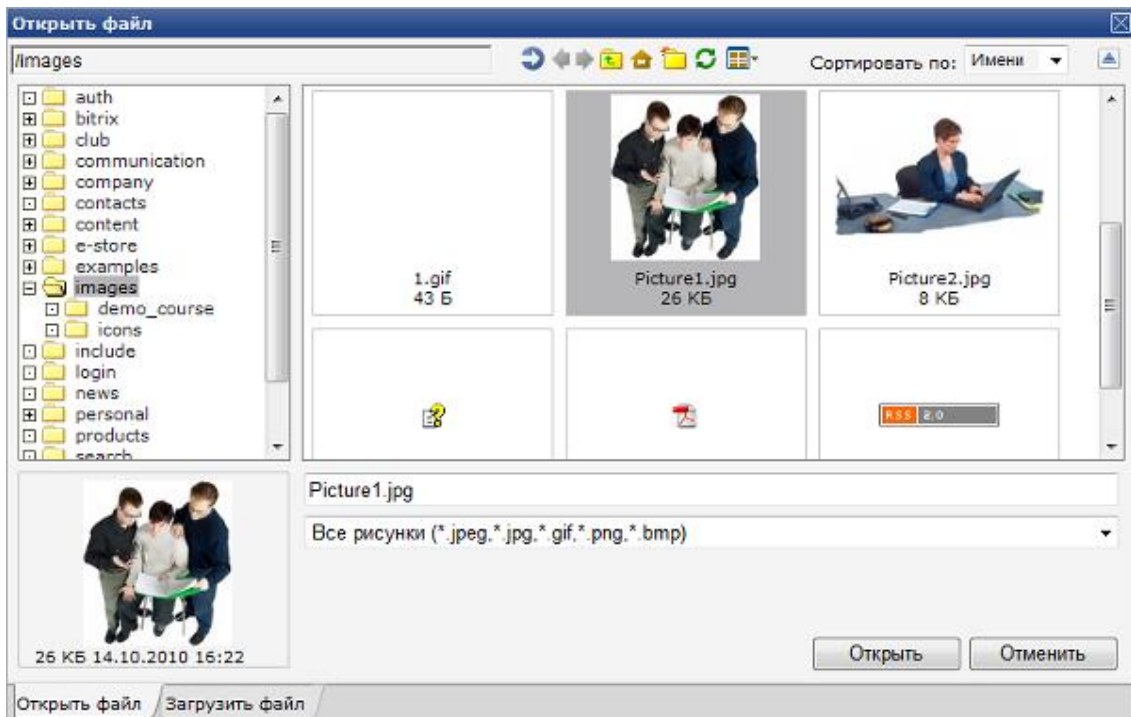 Открыть файл
/images
Сортировать по: Имени
auth
bitrix
club
communication
company
contacts
content
e-store
examples
images
demo_course
icons
include
login
news
personal
products
search
1.gif
43 Б
Picture1.jpg
26 КБ
Picture2.jpg
8 КБ
RSS 2.0
Picture1.jpg
Все рисунки (*.jpeg,*.jpg,*.gif,*.png,*.bmp)
26 КБ 14.10.2010 16:22
Открыть Отменить
Открыть файл Загрузить файл